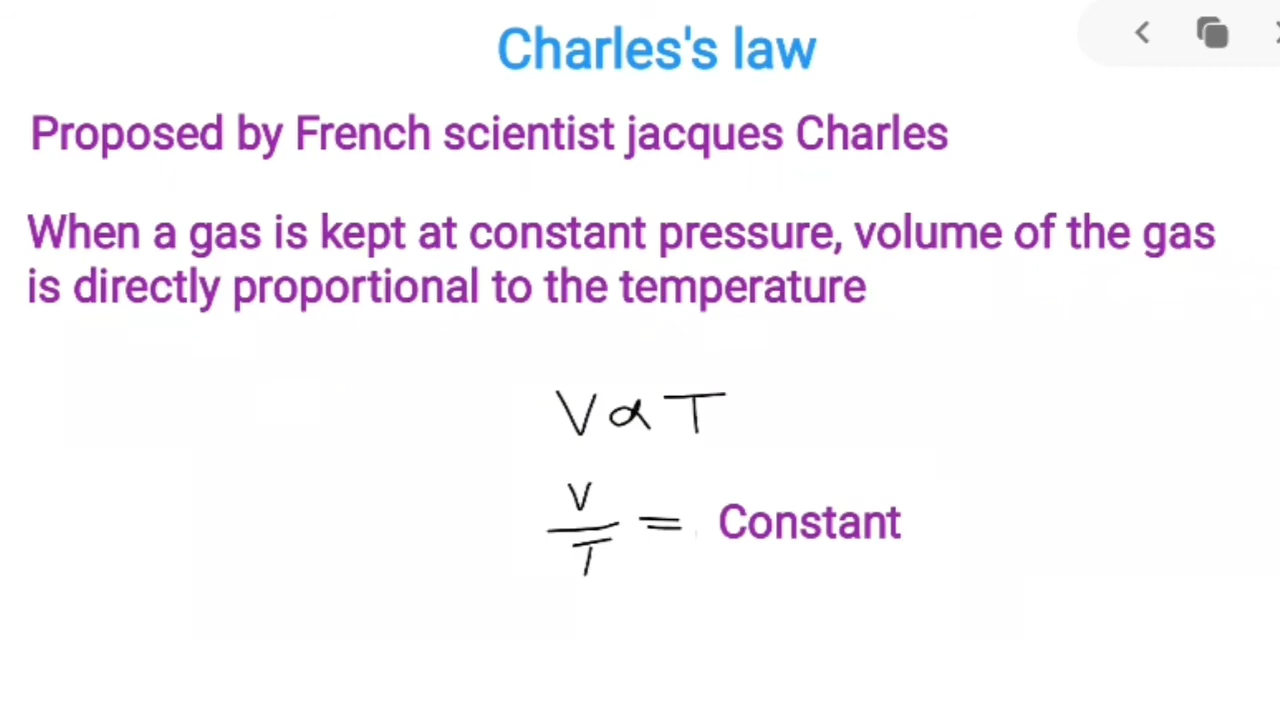 Charles's law
Proposed by French scientist jacques Charles
When a gas is kept at constant pressure, volume of the gas
is directly proportional to the temperature
V ∝ T
V/T = Constant